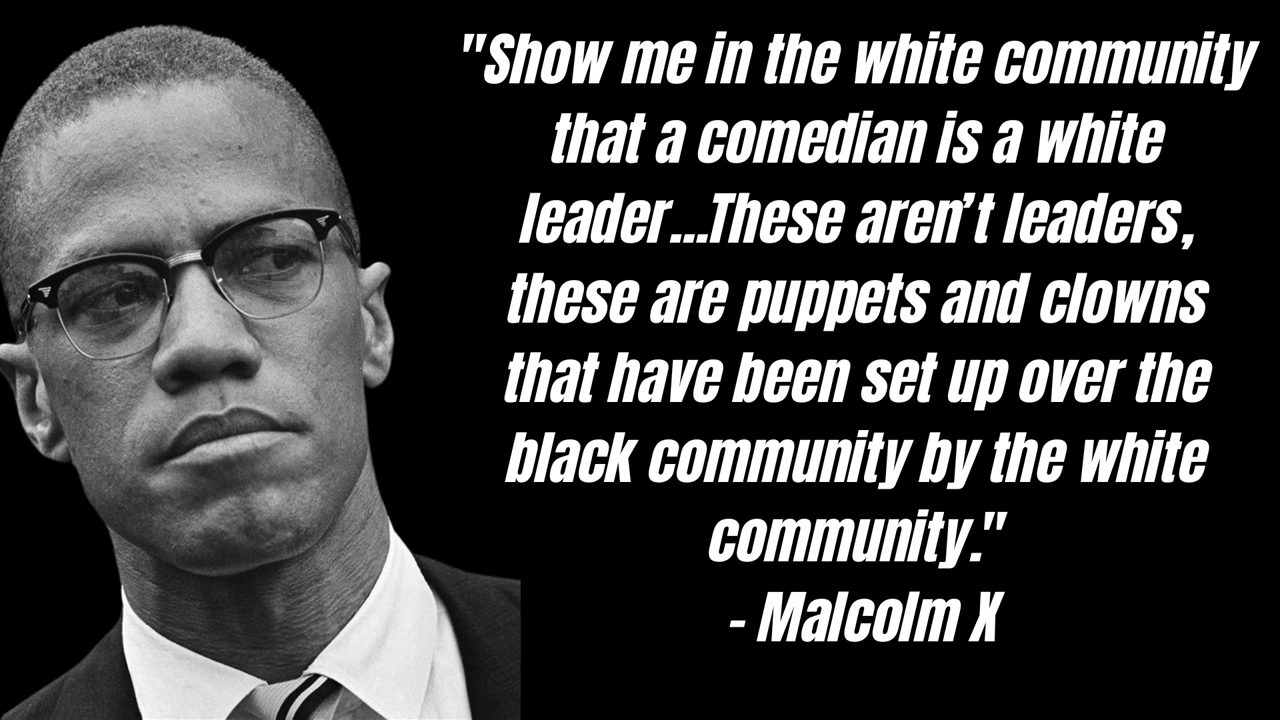 "Show me in the white community
that a comedian is a white
leader...These aren’t leaders,
these are puppets and clowns
that have been set up over the
black community by the white
community."
- Malcolm X